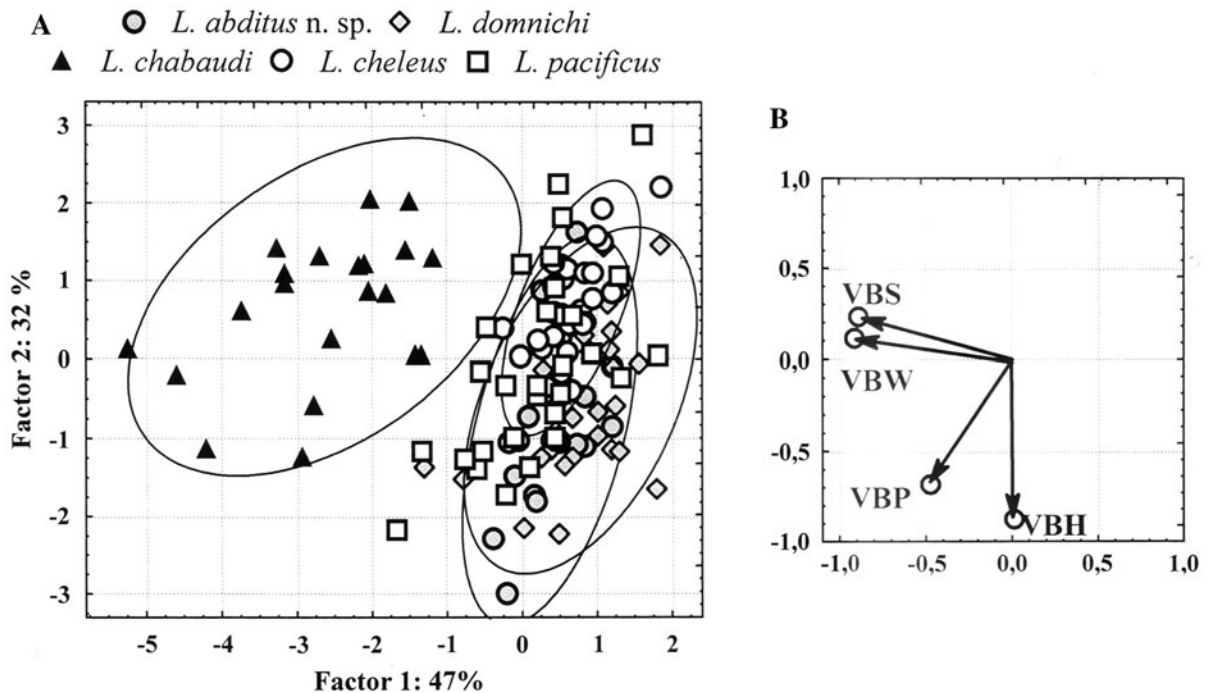 A L. abditus n. sp. L. domnichi
L. chabaudi L. cheleus L. pacificus
3
2
1
0
-1
-2
-3
Factor 2: 32 %
-5 -4 -3 -2 -1 0 1 2
Factor 1: 47%
B
1,0
0,5
0,0
-0,5
-1,0
VBS
VBW
VBP
VBH
-1,0 -0,5 0,0 0,5 1,0